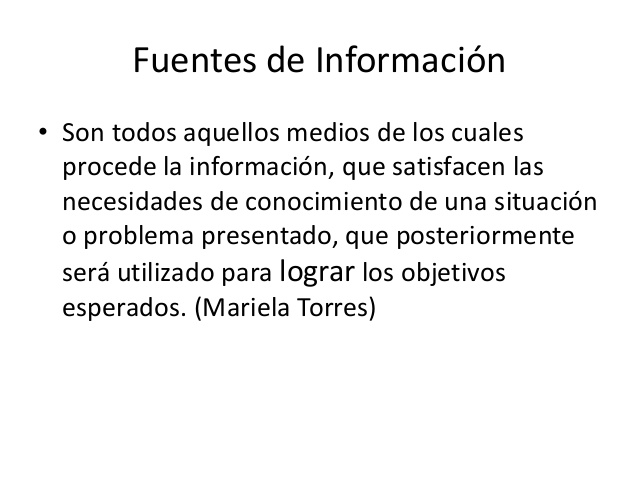 Fuentes de Información
• Son todos aquellos medios de los cuales
procede la información, que satisfacen las
necesidades de conocimiento de una situación
o problema presentado, que posteriormente
será utilizado para lograr los objetivos
esperados. (Mariela Torres)